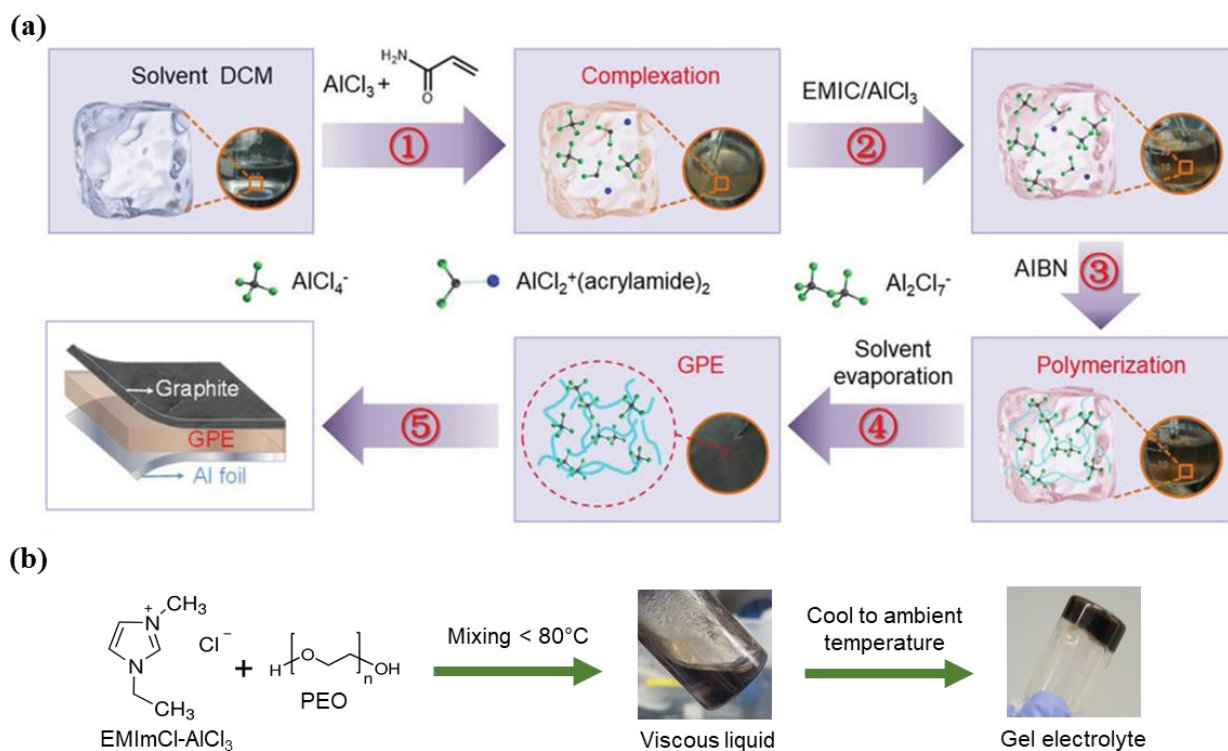 (a)
Solvent DCM
AlCl₃ +
H₂N
O
①
Complexation
EMIC/AlCl₃
②
AIBN
③
AlCl₄⁻
AlCl₂⁺(acrylamide)₂
Al₂Cl₇⁻
Polymerization
Solvent
evaporation
④
GPE
⑤
Graphite
GPE
Al foil
(b)
CH₃
N
+
Cl⁻
N
CH₃
EMImCl-AlCl₃
+
H
O
OH
n
PEO
Mixing < 80°C
Viscous liquid
Cool to ambient
temperature
Gel electrolyte